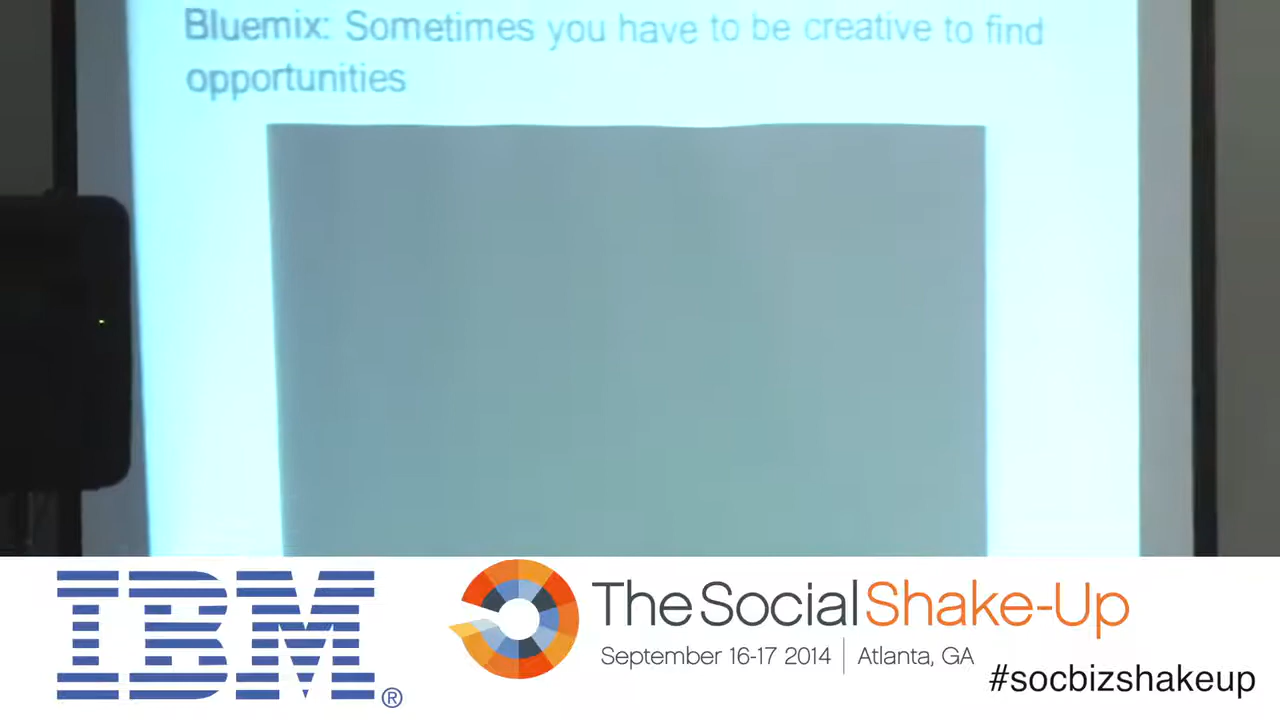 Bluemix: Sometimes you have to be creative to find
opportunities
IBM®
The Social Shake-Up
September 16-17 2014 | Atlanta, GA
#socbizshakeup